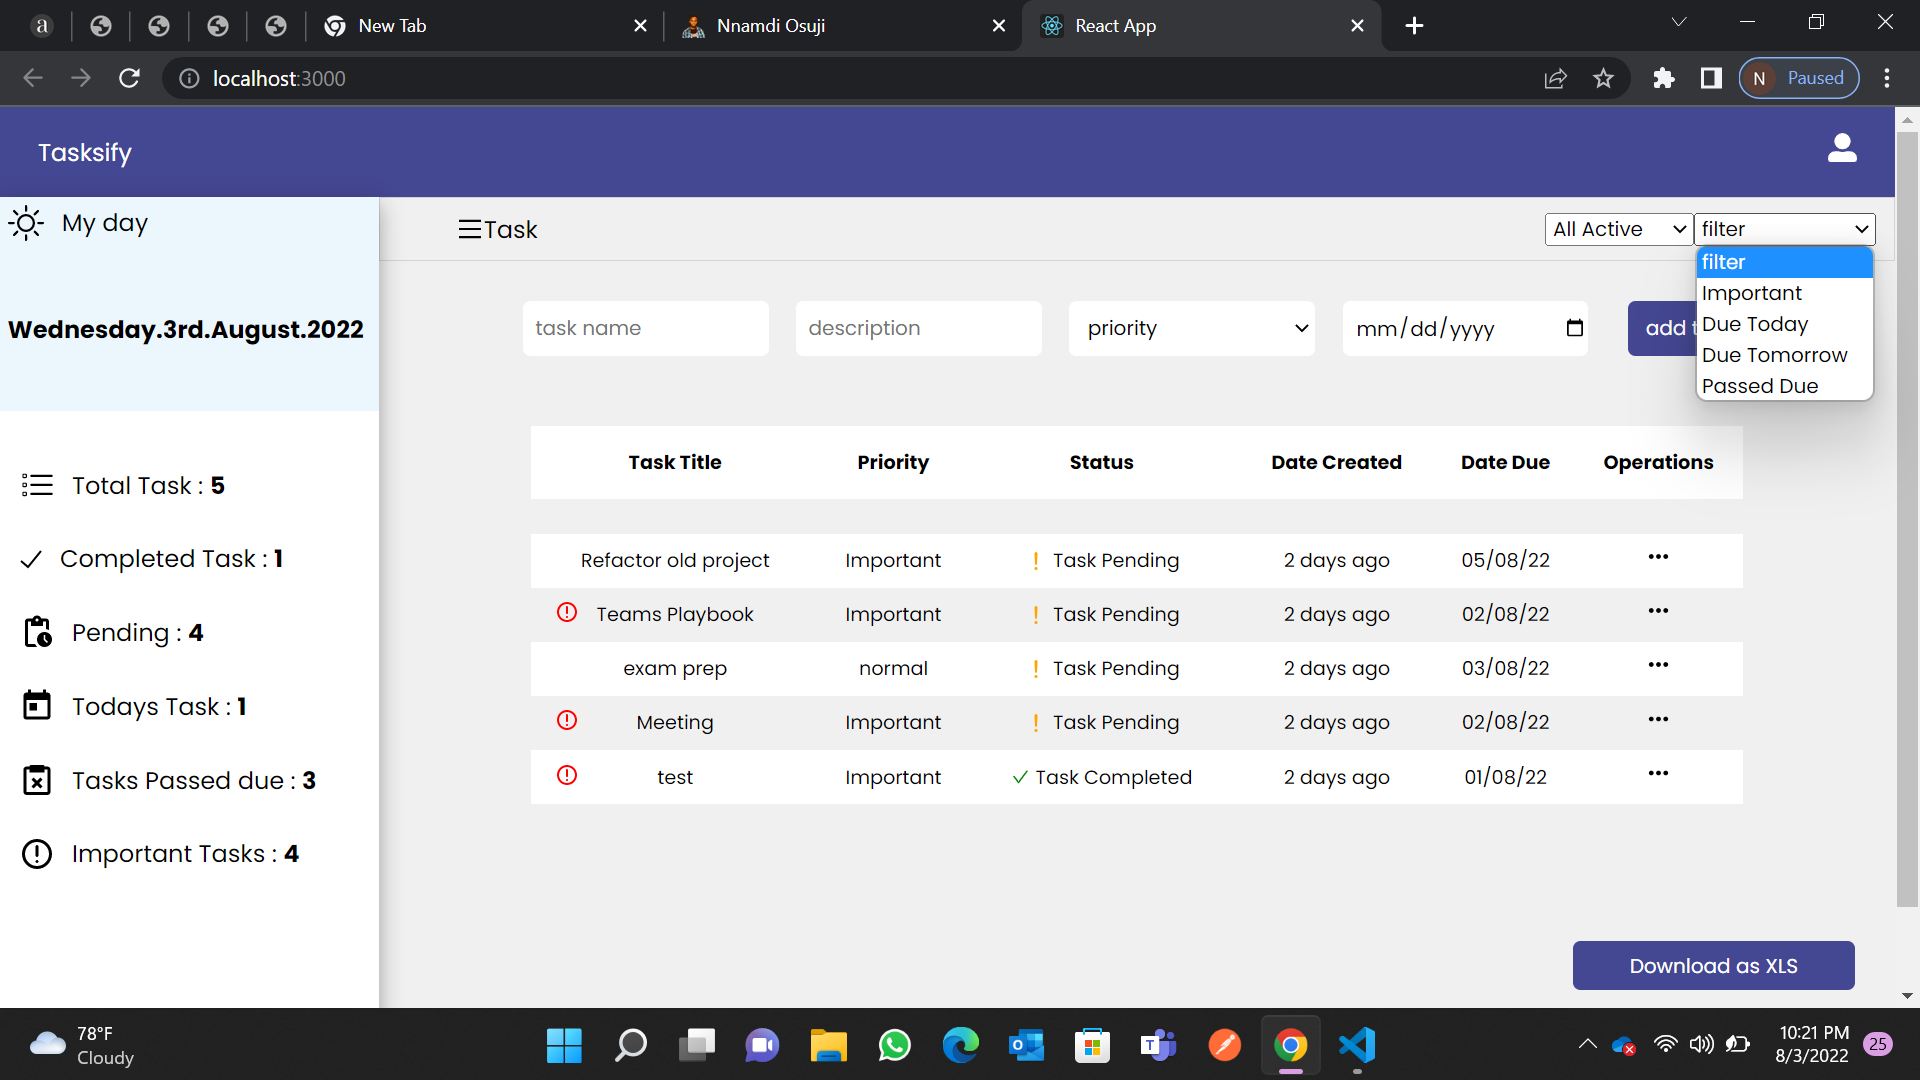 a
New Tab
Nnamdi Osuji
React App
localhost:3000
N Paused
Tasksify
My day
Task
All Active
filter
filter
Important
Due Today
Due Tomorrow
Passed Due
Wednesday.3rd.August.2022
task name
description
priority
mm/dd/yyyy
add t
Task Title Priority Status Date Created Date Due Operations
Total Task : 5
Completed Task : 1
Pending : 4
Todays Task : 1
Tasks Passed due : 3
Important Tasks : 4
Refactor old project Important ! Task Pending 2 days ago 05/08/22 •••
Teams Playbook Important ! Task Pending 2 days ago 02/08/22 •••
exam prep normal ! Task Pending 2 days ago 03/08/22 •••
Meeting Important ! Task Pending 2 days ago 02/08/22 •••
test Important ✓ Task Completed 2 days ago 01/08/22 •••
Download as XLS
78°F
Cloudy
10:21 PM
8/3/2022
25